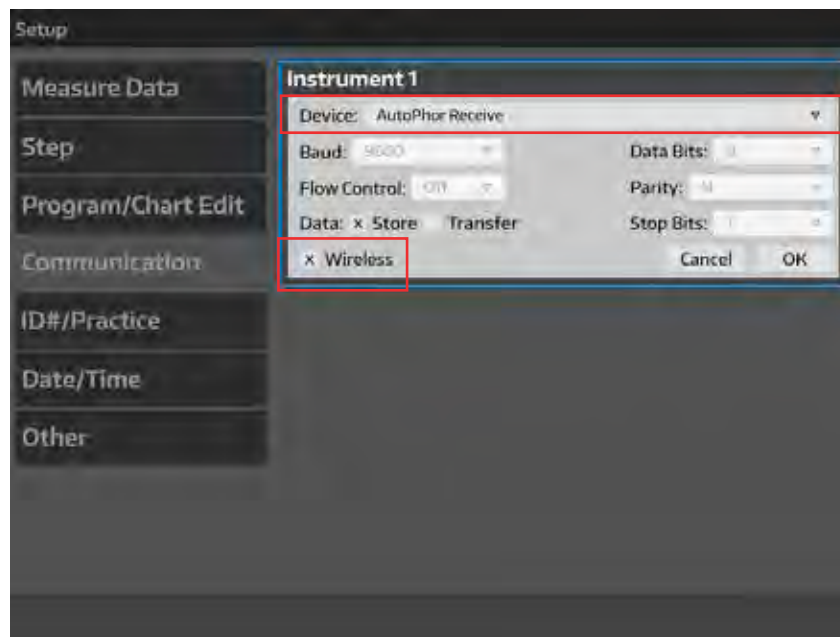 Setup
Measure Data
Step
Program/Chart Edit
Communication
ID#/Practice
Date/Time
Other
Instrument 1
Device: AutoPhor Receive
Baud: 9600 Data Bits:
Flow Control: Off Parity: N
Data: x Store Transfer Stop Bits:
x Wireless Cancel OK